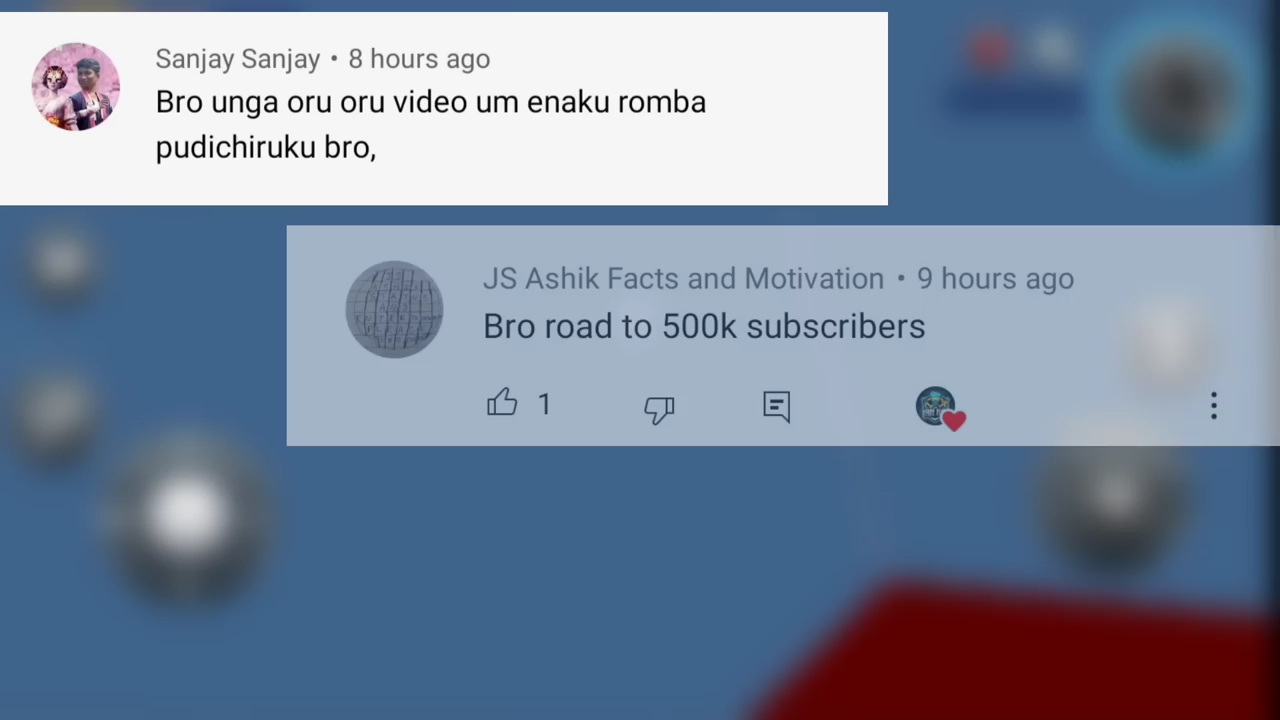 Sanjay Sanjay • 8 hours ago
Bro unga oru oru video um enaku romba
pudichiruku bro,
JS Ashik Facts and Motivation • 9 hours ago
Bro road to 500k subscribers
1